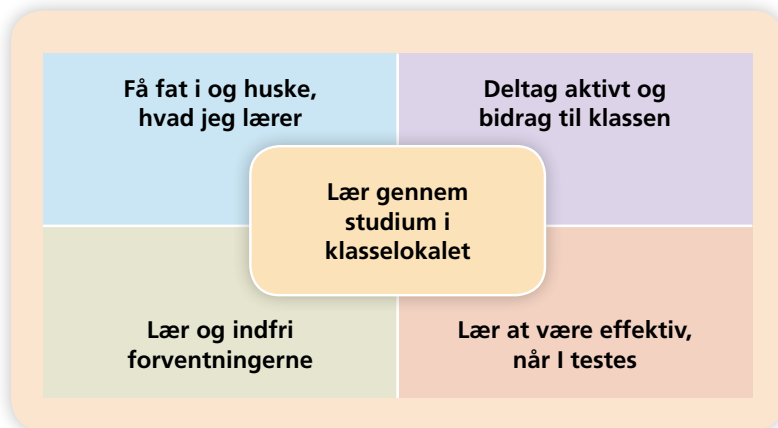 Få fat i og huske,
hvad jeg lærer
Deltag aktivt og
bidrag til klassen
Lær gennem
studium i
klasselokalet
Lær og indfri
forventningerne
Lær at være effektiv,
når I testes